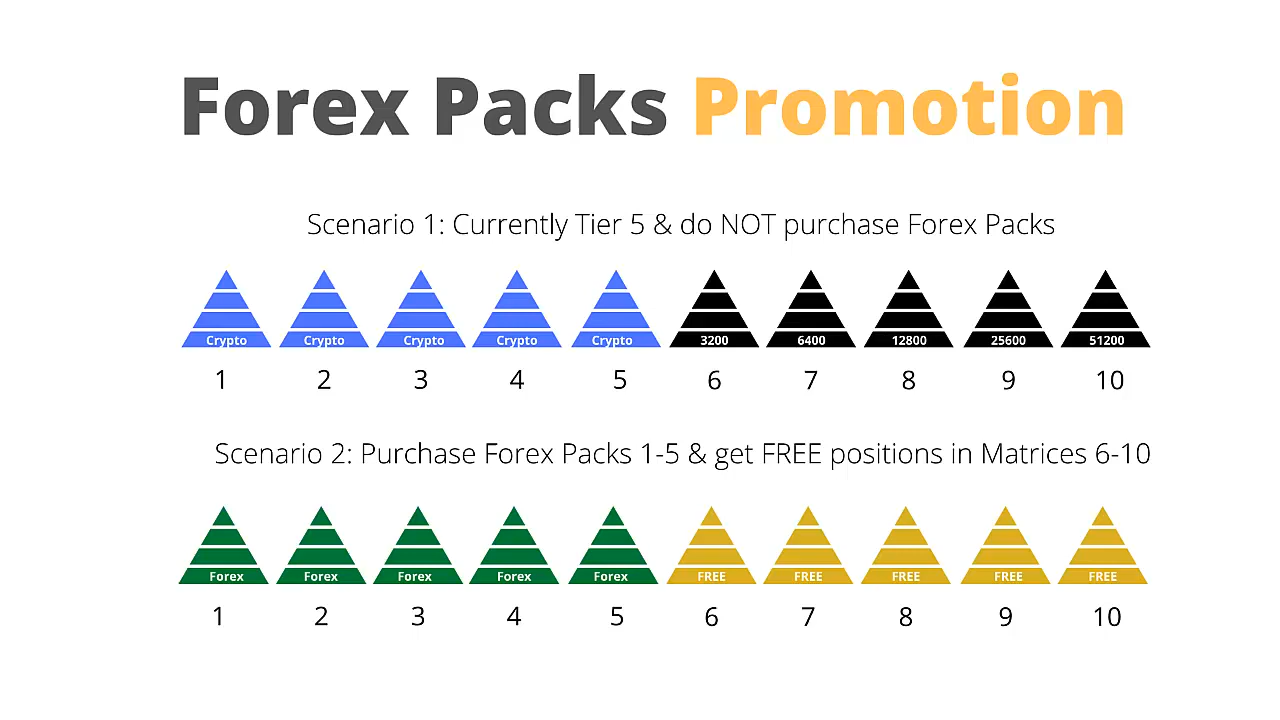 Forex Packs Promotion
Scenario 1: Currently Tier 5 & do NOT purchase Forex Packs
Crypto Crypto Crypto Crypto Crypto 3200 6400 12800 25600 51200
1 2 3 4 5 6 7 8 9 10
Scenario 2: Purchase Forex Packs 1-5 & get FREE positions in Matrices 6-10
Forex Forex Forex Forex Forex FREE FREE FREE FREE FREE
1 2 3 4 5 6 7 8 9 10